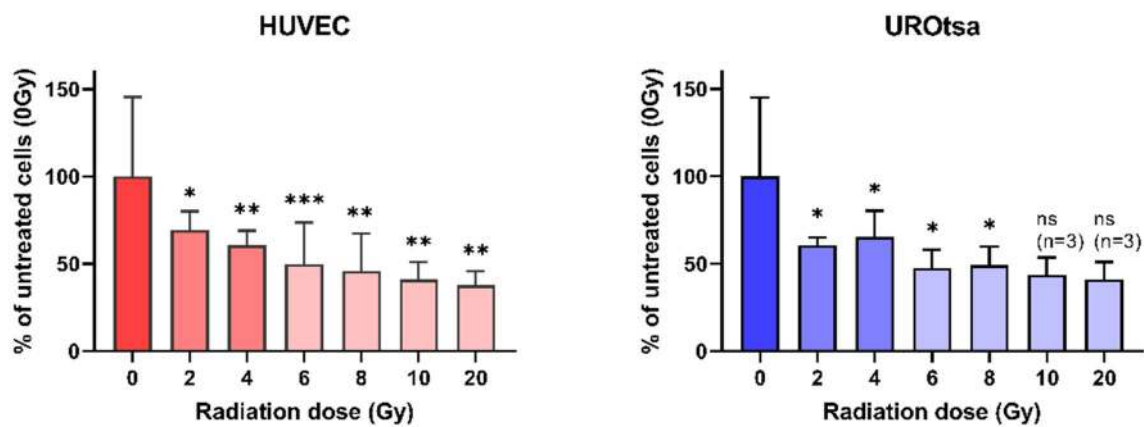 HUVEC
% of untreated cells (0Gy)
150
100
50
0
*
**
***
**
**
**
0 2 4 6 8 10 20
Radiation dose (Gy)
UROtsa
% of untreated cells (0Gy)
150
100
50
0
*
*
*
*
ns ns
(n=3) (n=3)
0 2 4 6 8 10 20
Radiation dose (Gy)